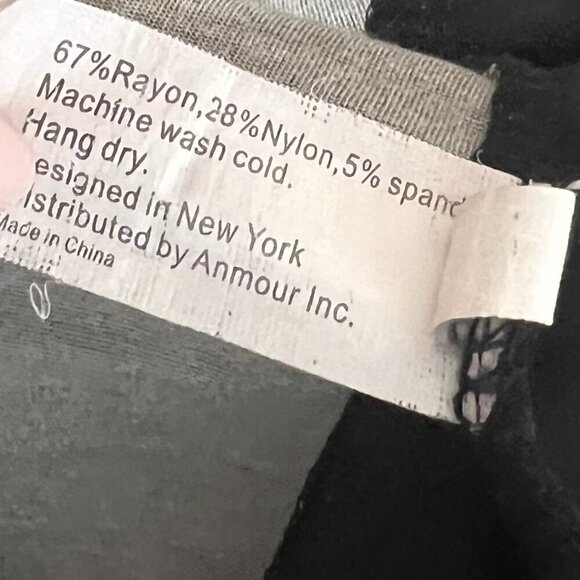 67%Rayon,28%Nylon,5% spand
Machine wash cold.
Hang dry.
esigned in New York
istributed by Anmour Inc.
Made in China